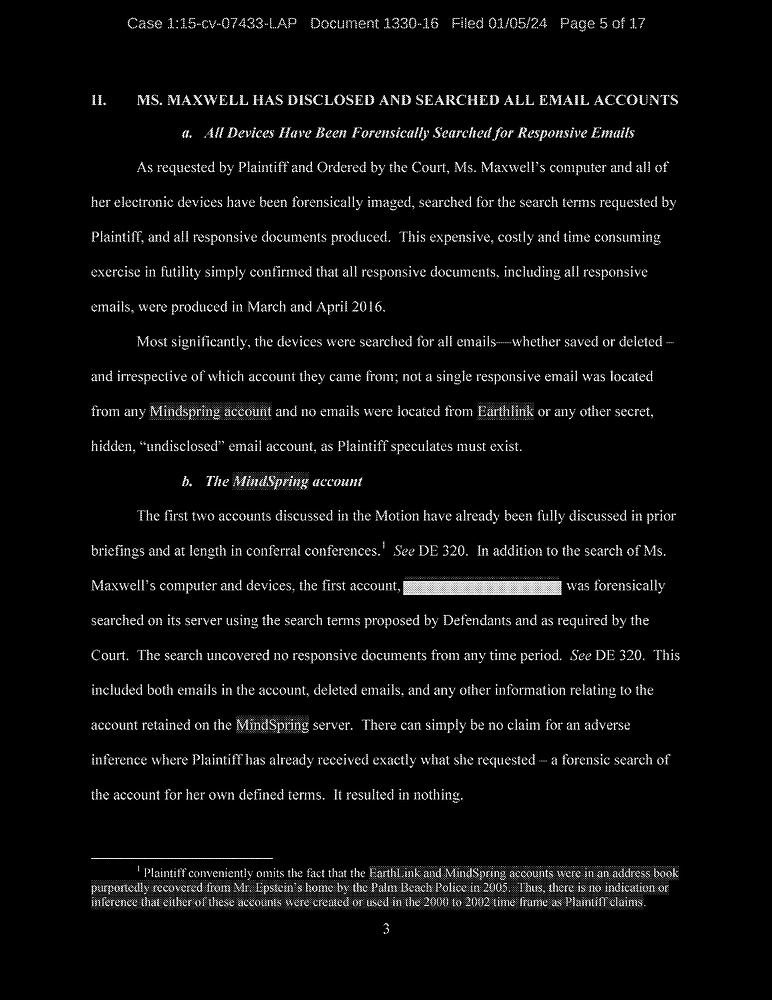 Case 1:15-cv-07433-LAP Document 1330-16 Filed 01/05/24 Page 5 of 17
II. MS. MAXWELL HAS DISCLOSED AND SEARCHED ALL EMAIL ACCOUNTS
a. All Devices Have Been Forensically Searched for Responsive Emails
As requested by Plaintiff and Ordered by the Court, Ms. Maxwell's computer and all of
her electronic devices have been forensically imaged, searched for the search terms requested by
Plaintiff, and all responsive documents produced. This expensive, costly and time consuming
exercise in futility simply confirmed that all responsive documents, including all responsive
emails, were produced in March and April 2016.
Most significantly, the devices were searched for all emails—whether saved or deleted –
and irrespective of which account they came from; not a single responsive email was located
from any Mindspring account and no emails were located from Earthlink or any other secret,
hidden, "undisclosed" email account, as Plaintiff speculates must exist.
b. The MindSpring account
The first two accounts discussed in the Motion have already been fully discussed in prior
briefings and at length in conferral conferences.1 See DE 320. In addition to the search of Ms.
Maxwell's computer and devices, the first account, was forensically
searched on its server using the search terms proposed by Defendants and as required by the
Court. The search uncovered no responsive documents from any time period. See DE 320. This
included both emails in the account, deleted emails, and any other information relating to the
account retained on the MindSpring server. There can simply be no claim for an adverse
inference where Plaintiff has already received exactly what she requested – a forensic search of
the account for her own defined terms. It resulted in nothing.
1 Plaintiff conveniently omits the fact that the EarthLink and MindSpring accounts were in an address book
purportedly recovered from Mr. Epstein's home by the Palm Beach Police in 2005. Thus, there is no indication or
inference that either of these accounts were created or used in the 2000 to 2002 time frame as Plaintiff claims.
3